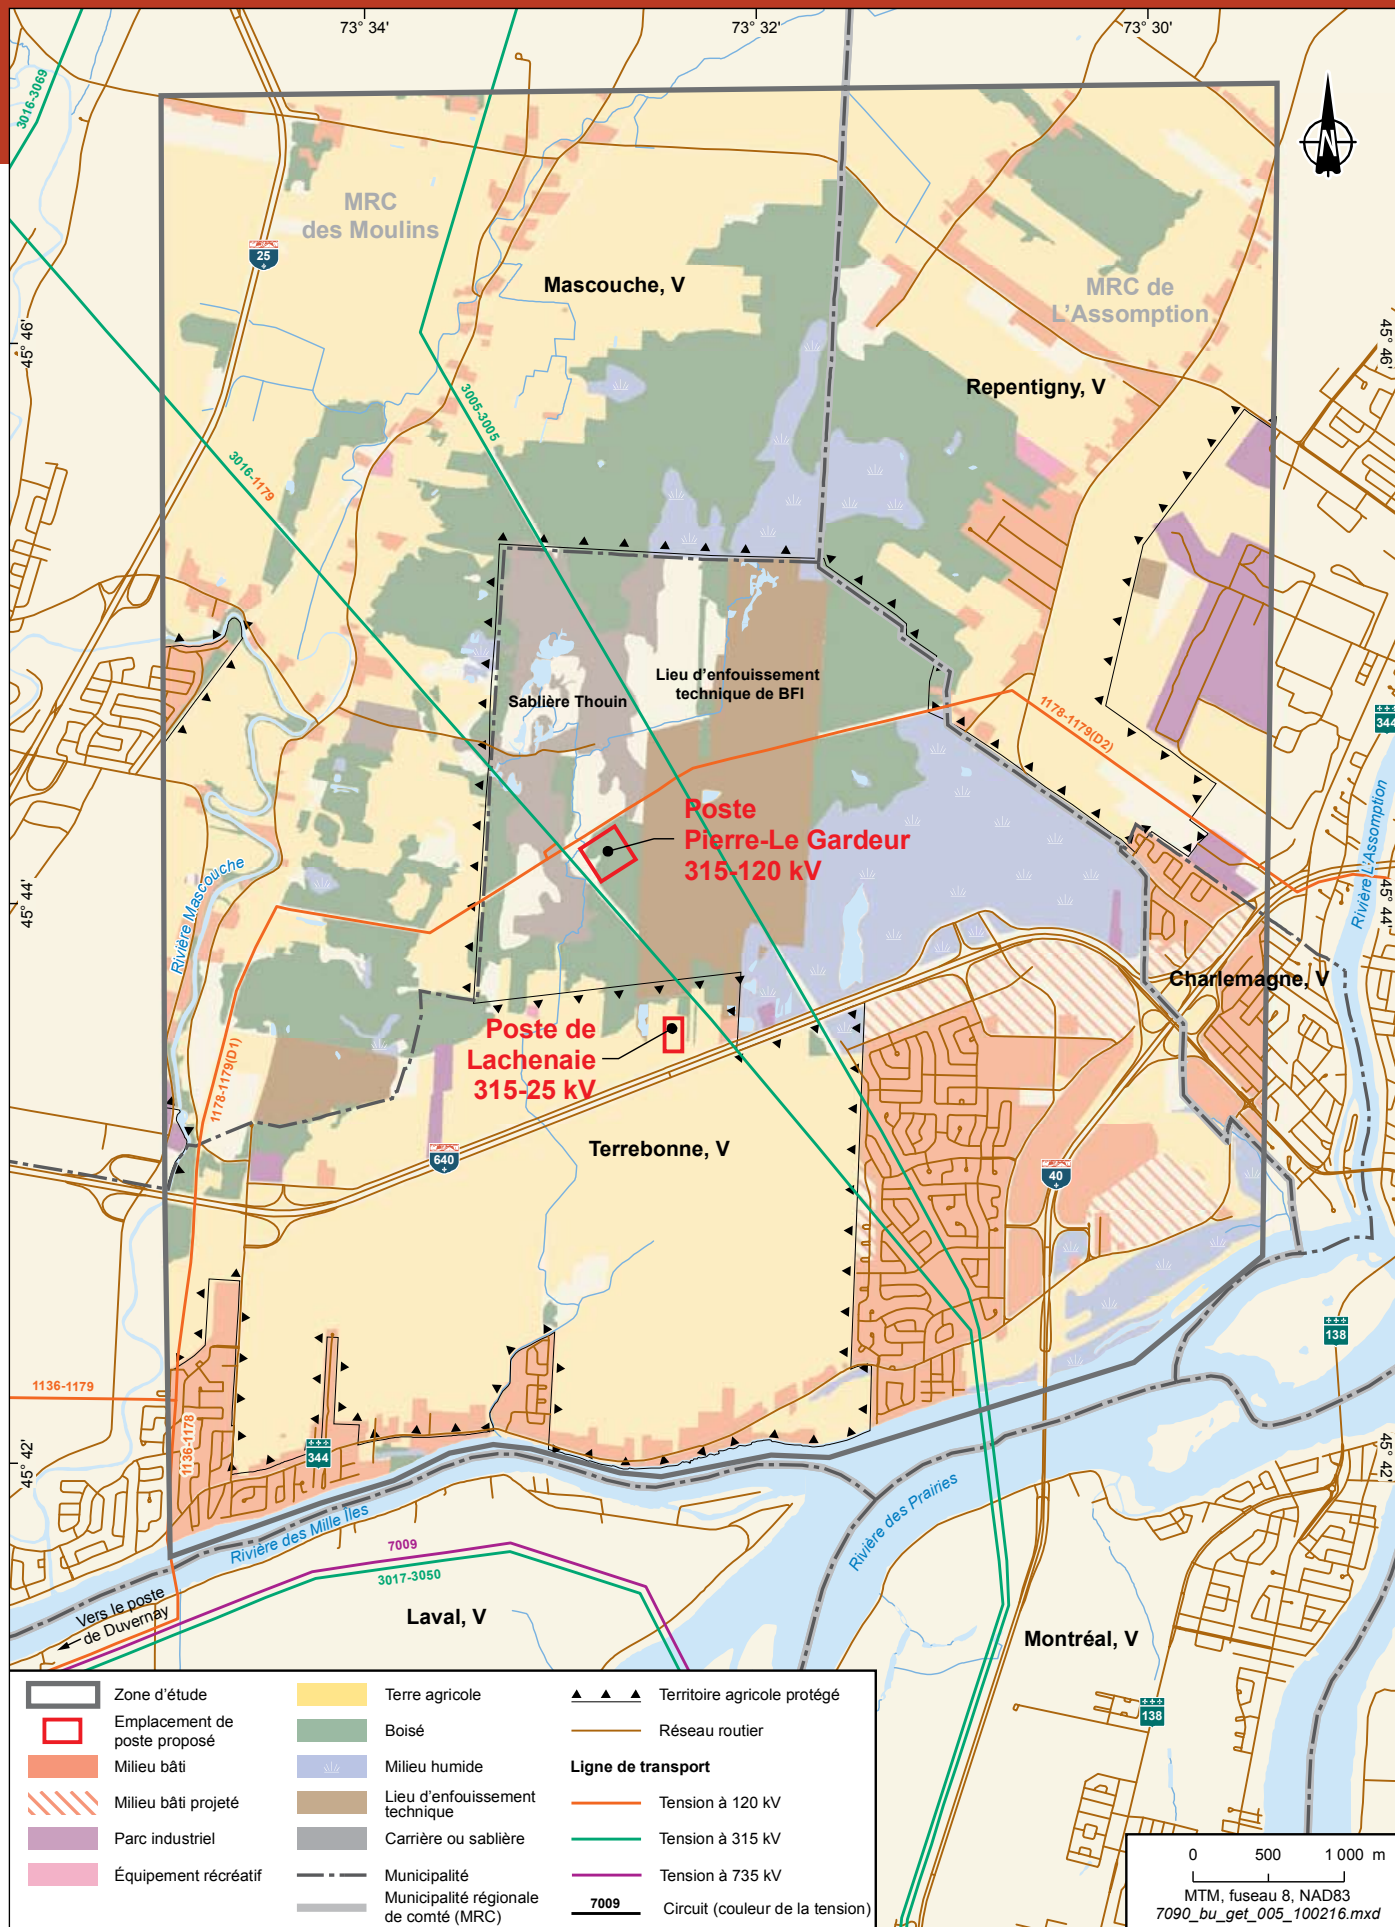 73° 34'
73° 32'
73° 30'
3016-3069
MRC
des Moulins
25
Mascouche, V
MRC de
L'Assomption
45° 46'
45° 46'
3005-3005
Repentigny, V
3016-1179
Lieu d'enfouissement
technique de BFI
Sablière Thouin
1178-1179(D2)
344
Poste
Pierre-Le Gardeur
315-120 kV
Rivière Mascouche
Rivière L'Assomption
45° 44'
45° 44'
Charlemagne, V
Poste de
Lachenaie
315-25 kV
1178-1179(D1)
640
Terrebonne, V
40
138
1136-1179
1136-1178
344
45° 42'
45° 42'
Rivière des Mille Îles
Rivière des Prairies
7009
3017-3050
Vers le poste
de Duvernay
Laval, V
Montréal, V
138
Zone d'étude
Emplacement de
poste proposé
Milieu bâti
Milieu bâti projeté
Parc industriel
Équipement récréatif
Terre agricole
Boisé
Milieu humide
Lieu d'enfouissement
technique
Carrière ou sablière
Municipalité
Municipalité régionale
de comté (MRC)
Territoire agricole protégé
Réseau routier
Ligne de transport
Tension à 120 kV
Tension à 315 kV
Tension à 735 kV
7009 Circuit (couleur de la tension)
0 500 1 000 m
MTM, fuseau 8, NAD83
7090_bu_get_005_100216.mxd
N